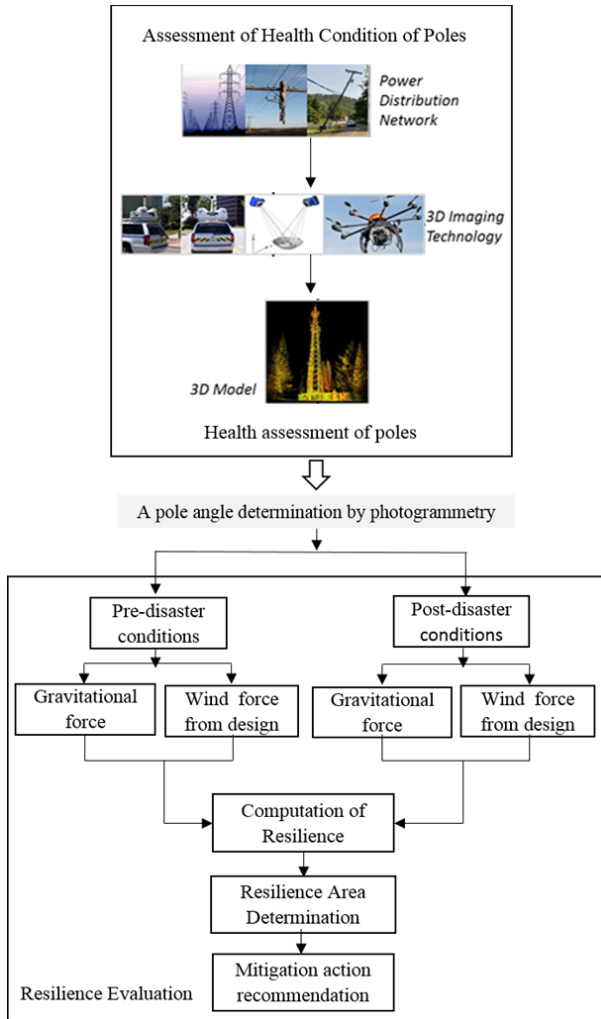 Assessment of Health Condition of Poles
Power
Distribution
Network
3D Imaging
Technology
3D Model
Health assessment of poles
A pole angle determination by photogrammetry
Pre-disaster
conditions
Post-disaster
conditions
Gravitational
force
Wind force
from design
Gravitational
force
Wind force
from design
Computation of
Resilience
Resilience Area
Determination
Mitigation action
recommendation
Resilience Evaluation